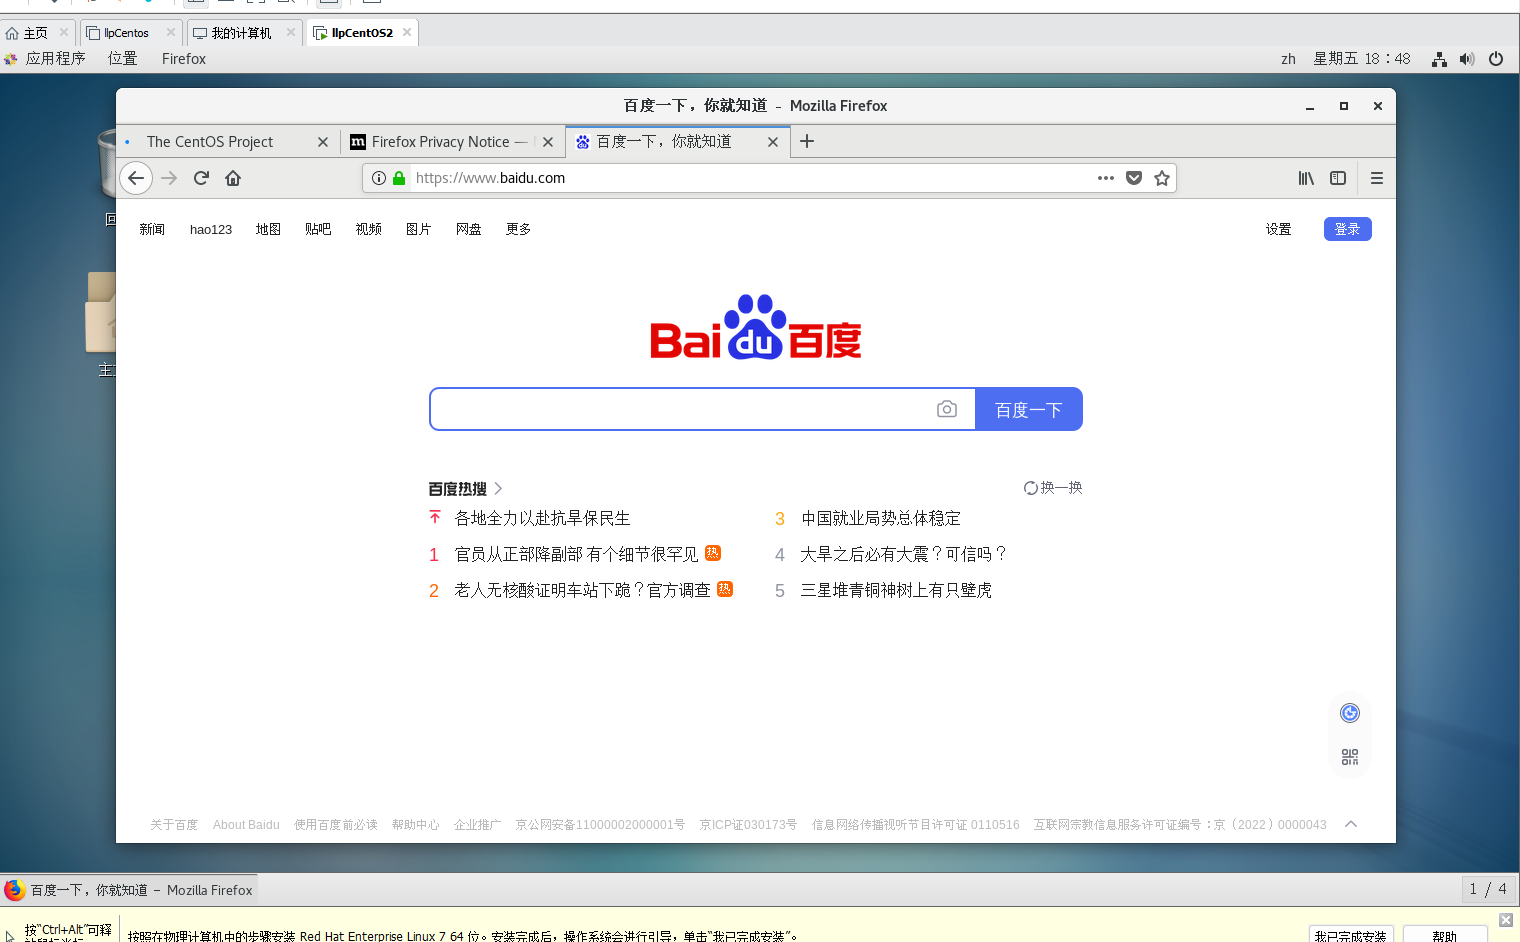 主页
llpCentos
我的计算机
llpCentOS2
应用程序 位置 Firefox
zh 星期五 18：48
百度一下，你就知道 - Mozilla Firefox
The CentOS Project
Firefox Privacy Notice —
百度一下，你就知道
https://www.baidu.com
新闻 hao123 地图 贴吧 视频 图片 网盘 更多
设置 登录
Bai du 百度
百度一下
百度热搜
换一换
各地全力以赴抗旱保民生
1 官员从正部降副部 有个细节很罕见 热
2 老人无核酸证明车站下跪？官方调查 热
3 中国就业局势总体稳定
4 大旱之后必有大震？可信吗？
5 三星堆青铜神树上有只壁虎
关于百度 About Baidu 使用百度前必读 帮助中心 企业推广 京公网安备11000002000001号 京ICP证030173号 信息网络传播视听节目许可证 0110516 互联网宗教信息服务许可证编号：京（2022）0000043
百度一下，你就知道 - Mozilla Firefox
1 / 4
按"Ctrl+Alt"可释
按照在物理计算机中的步骤安装 Red Hat Enterprise Linux 7 64 位。安装完成后，操作系统会进行引导，单击"我已完成安装"。
我已完成安装
帮助